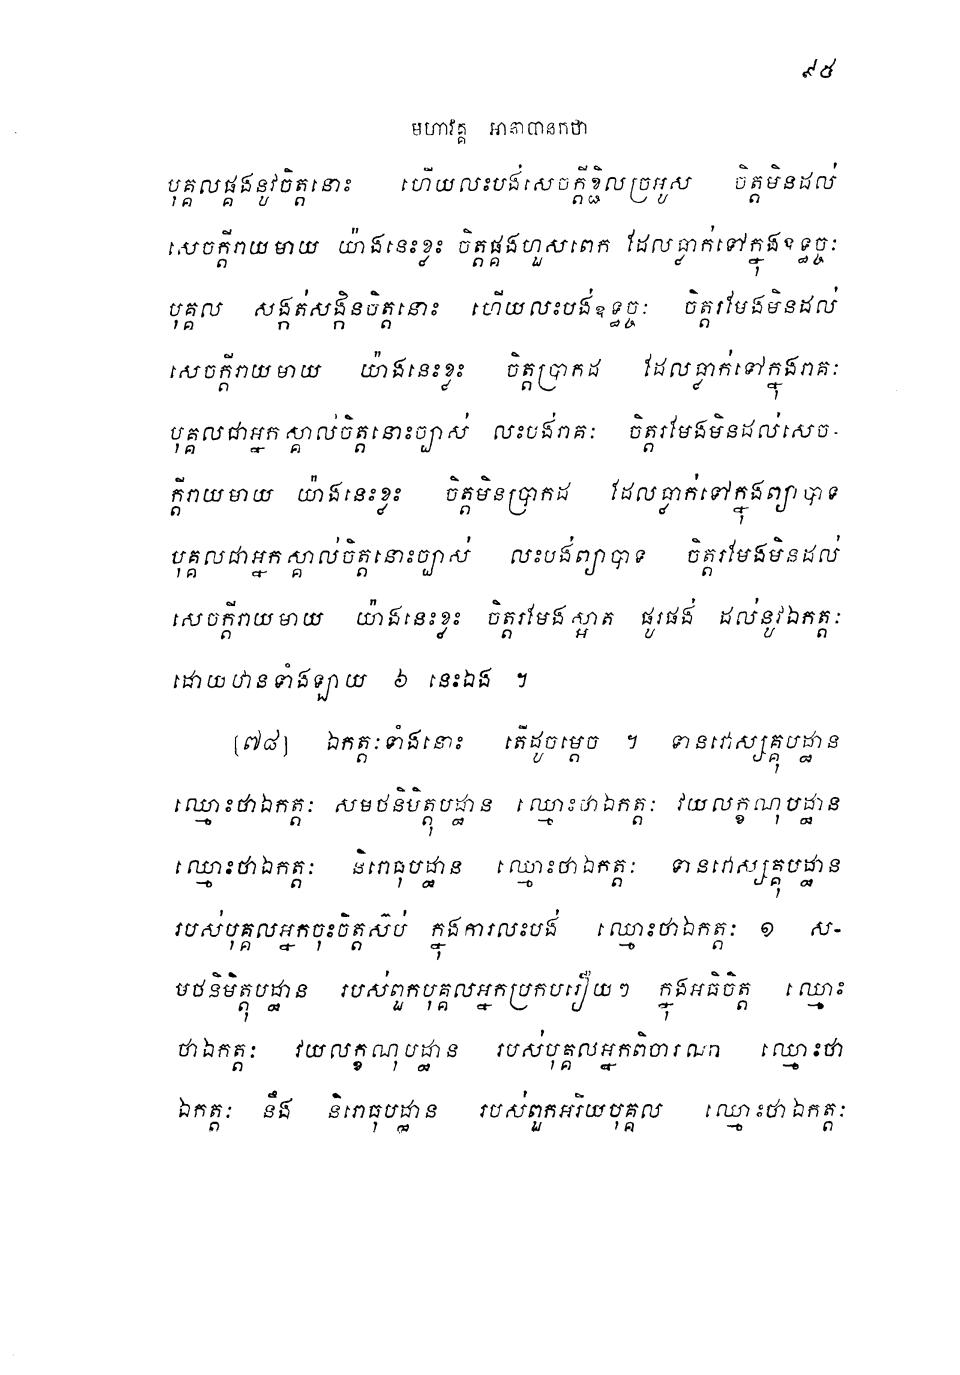 ៩៥
មហាវគ្គ អានាបានកថា
បុគ្គលផ្គងនូវចិត្តនោះ ហើយលះបង់សេចក្តីខ្ជិលច្រអូស ចិត្តមិនដល់
សេចក្តីរាយមាយ យ៉ាងនេះខ្លះ ចិត្តផ្គងហួសពេក ដែលធ្លាក់ទៅក្នុងឧទ្ធច្ចៈ
បុគ្គល សង្កត់សង្កិនចិត្តនោះ ហើយលះបង់ឧទ្ធច្ចៈ ចិត្តរមែងមិនដល់
សេចក្តីរាយមាយ យ៉ាងនេះខ្លះ ចិត្តប្រាកដ ដែលធ្លាក់ទៅក្នុងរាគៈ
បុគ្គលជាអ្នកស្គាល់ចិត្តនោះច្បាស់ លះបង់រាគៈ ចិត្តរមែងមិនដល់សេច-
ក្តីរាយមាយ យ៉ាងនេះខ្លះ ចិត្តមិនប្រាកដ ដែលធ្លាក់ទៅក្នុងព្យាបាទ
បុគ្គលជាអ្នកស្គាល់ចិត្តនោះច្បាស់ លះបង់ព្យាបាទ ចិត្តរមែងមិនដល់
សេចក្តីរាយមាយ យ៉ាងនេះខ្លះ ចិត្តរមែងស្អាត ផូរផង់ ដល់នូវឯកត្តៈ
ដោយឋានទាំងឡាយ ៦ នេះឯង ។
[៧៨] ឯកត្តៈទាំងនោះ តើដូចម្តេច ។ ទានវោស្សគ្គុបដ្ឋាន
ឈ្មោះថាឯកត្តៈ សមថនិមិត្តុបដ្ឋាន ឈ្មោះថាឯកត្តៈ វយលក្ខណុបដ្ឋាន
ឈ្មោះថាឯកត្តៈ និរោធុបដ្ឋាន ឈ្មោះថាឯកត្តៈ ទានវោស្សគ្គុបដ្ឋាន
របស់បុគ្គលអ្នកចុះចិត្តស៊ប់ ក្នុងការលះបង់ ឈ្មោះថាឯកត្តៈ ១ ស-
មថនិមិត្តុបដ្ឋាន របស់ពួកបុគ្គលអ្នកប្រកបរឿយៗ ក្នុងអធិចិត្ត ឈ្មោះ
ថាឯកត្តៈ វយលក្ខណុបដ្ឋាន របស់បុគ្គលអ្នកពិចារណា ឈ្មោះថា
ឯកត្តៈ នឹង និរោធុបដ្ឋាន របស់ពួកអរិយបុគ្គល ឈ្មោះថាឯកត្តៈ